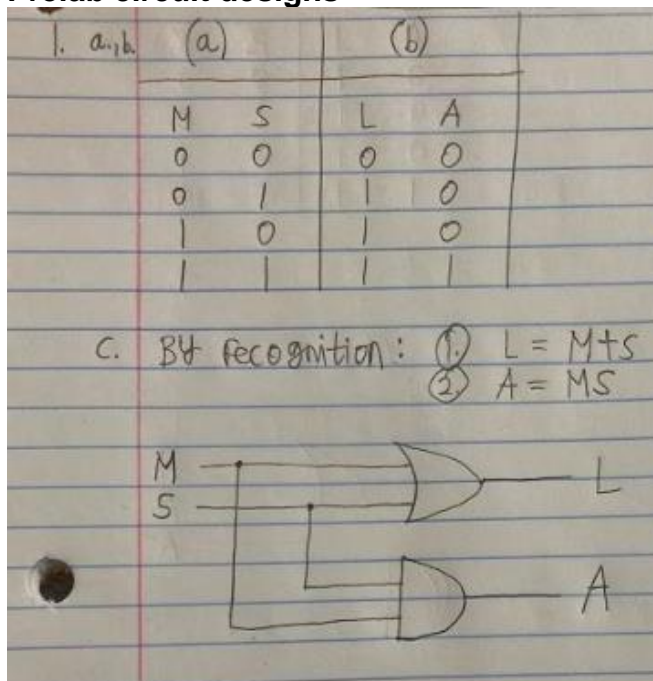 Prelab circuit designs
1. a.,b. (a) (b)
M S L A
0 0 0 0
0 1 1 0
1 0 1 0
1 1 1 1
c. By recognition: ①. L = M+S
②. A = MS
M
S
L
A